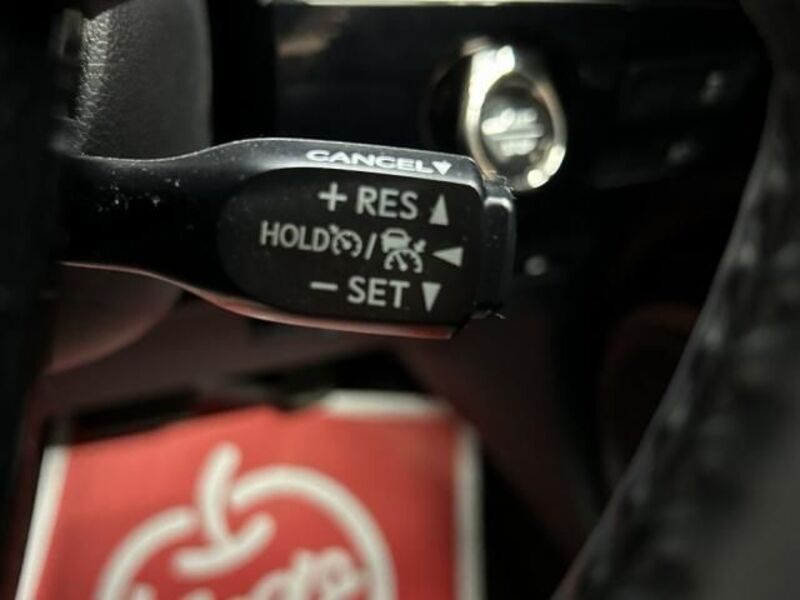 CANCEL▼
+ RES ▲
HOLD / ◀
− SET ▼